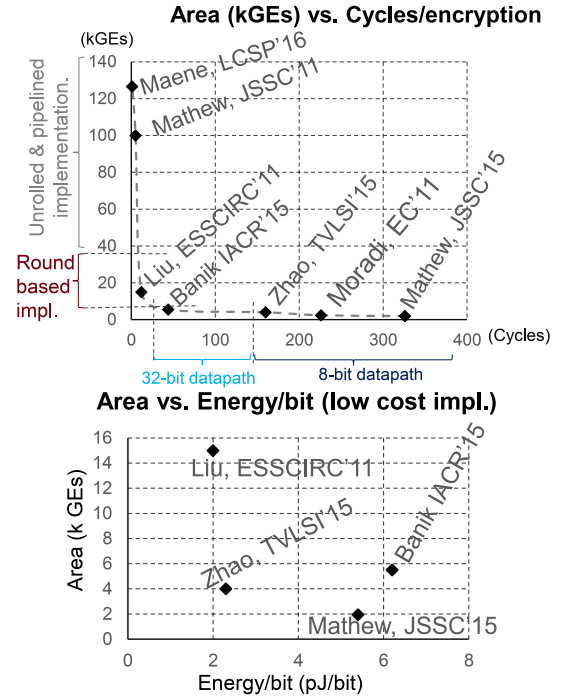 Area (kGEs) vs. Cycles/encryption
(kGEs)
140
120
100
80
60
40
20
0
Unrolled & pipelined
implementation.
Round
based
impl.
Maene, LCSP'16
Mathew, JSSC'11
Liu, ESSCIRC'11
Banik IACR'15
Zhao, TVLSI'15
Moradi, EC'11
Mathew, JSSC'15
0 100 200 300 400 (Cycles)
32-bit datapath 8-bit datapath
Area vs. Energy/bit (low cost impl.)
Area (k GEs)
16
14
12
10
8
6
4
2
0
Liu, ESSCIRC'11
Zhao, TVLSI'15
Banik IACR'15
Mathew, JSSC'15
0 2 4 6 8
Energy/bit (pJ/bit)